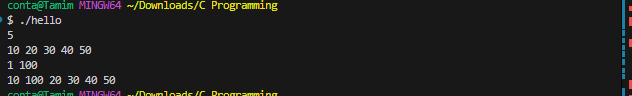 conta@Tamim MINGW64 ~/Downloads/C Programming
$ ./hello
5
10 20 30 40 50
1 100
10 100 20 30 40 50
conta@Tamim MINGW64 ~/Downloads/C Programming